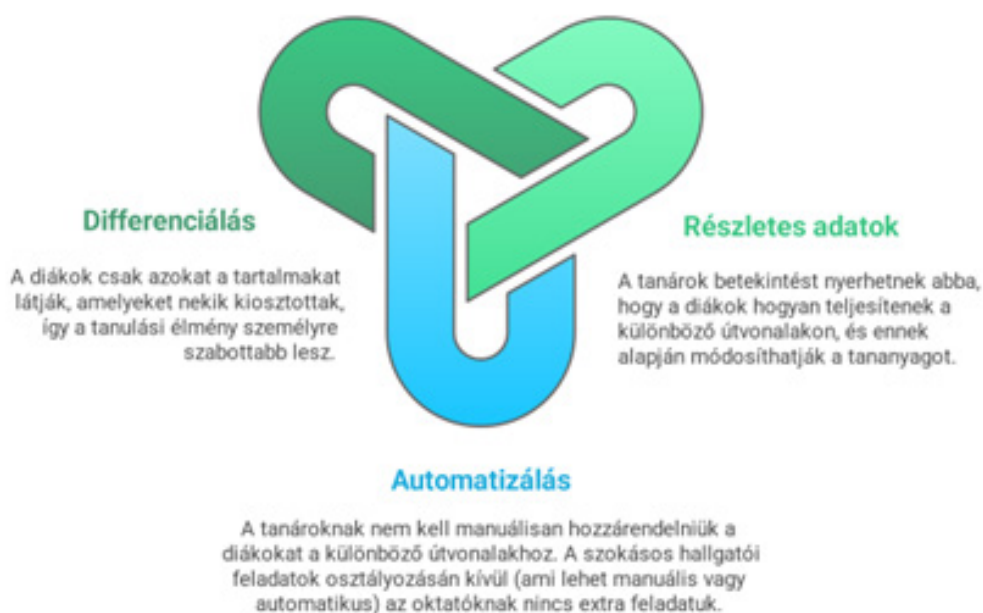 Differenciálás
A diákok csak azokat a tartalmakat
látják, amelyeket nekik kiosztottak,
így a tanulási élmény személyre
szabottabb lesz.
Részletes adatok
A tanárok betekintést nyerhetnek abba,
hogy a diákok hogyan teljesítenek a
különböző útvonalakon, és ennek
alapján módosíthatják a tananyagot.
Automatizálás
A tanároknak nem kell manuálisan hozzárendelniük a
diákokat a különböző útvonalakhoz. A szokásos hallgatói
feladatok osztályozásán kívül (ami lehet manuális vagy
automatikus) az oktatóknak nincs extra feladatuk.